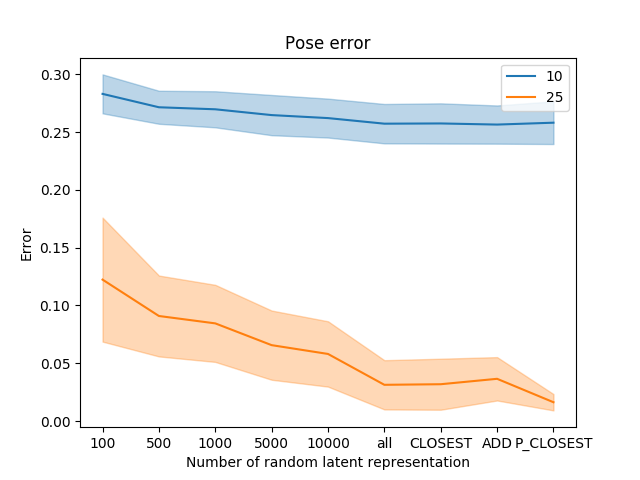 Pose error
10
25
0.30
0.25
0.20
0.15
0.10
0.05
0.00
Error
100 500 1000 5000 10000 all CLOSEST ADD P_CLOSEST
Number of random latent representation